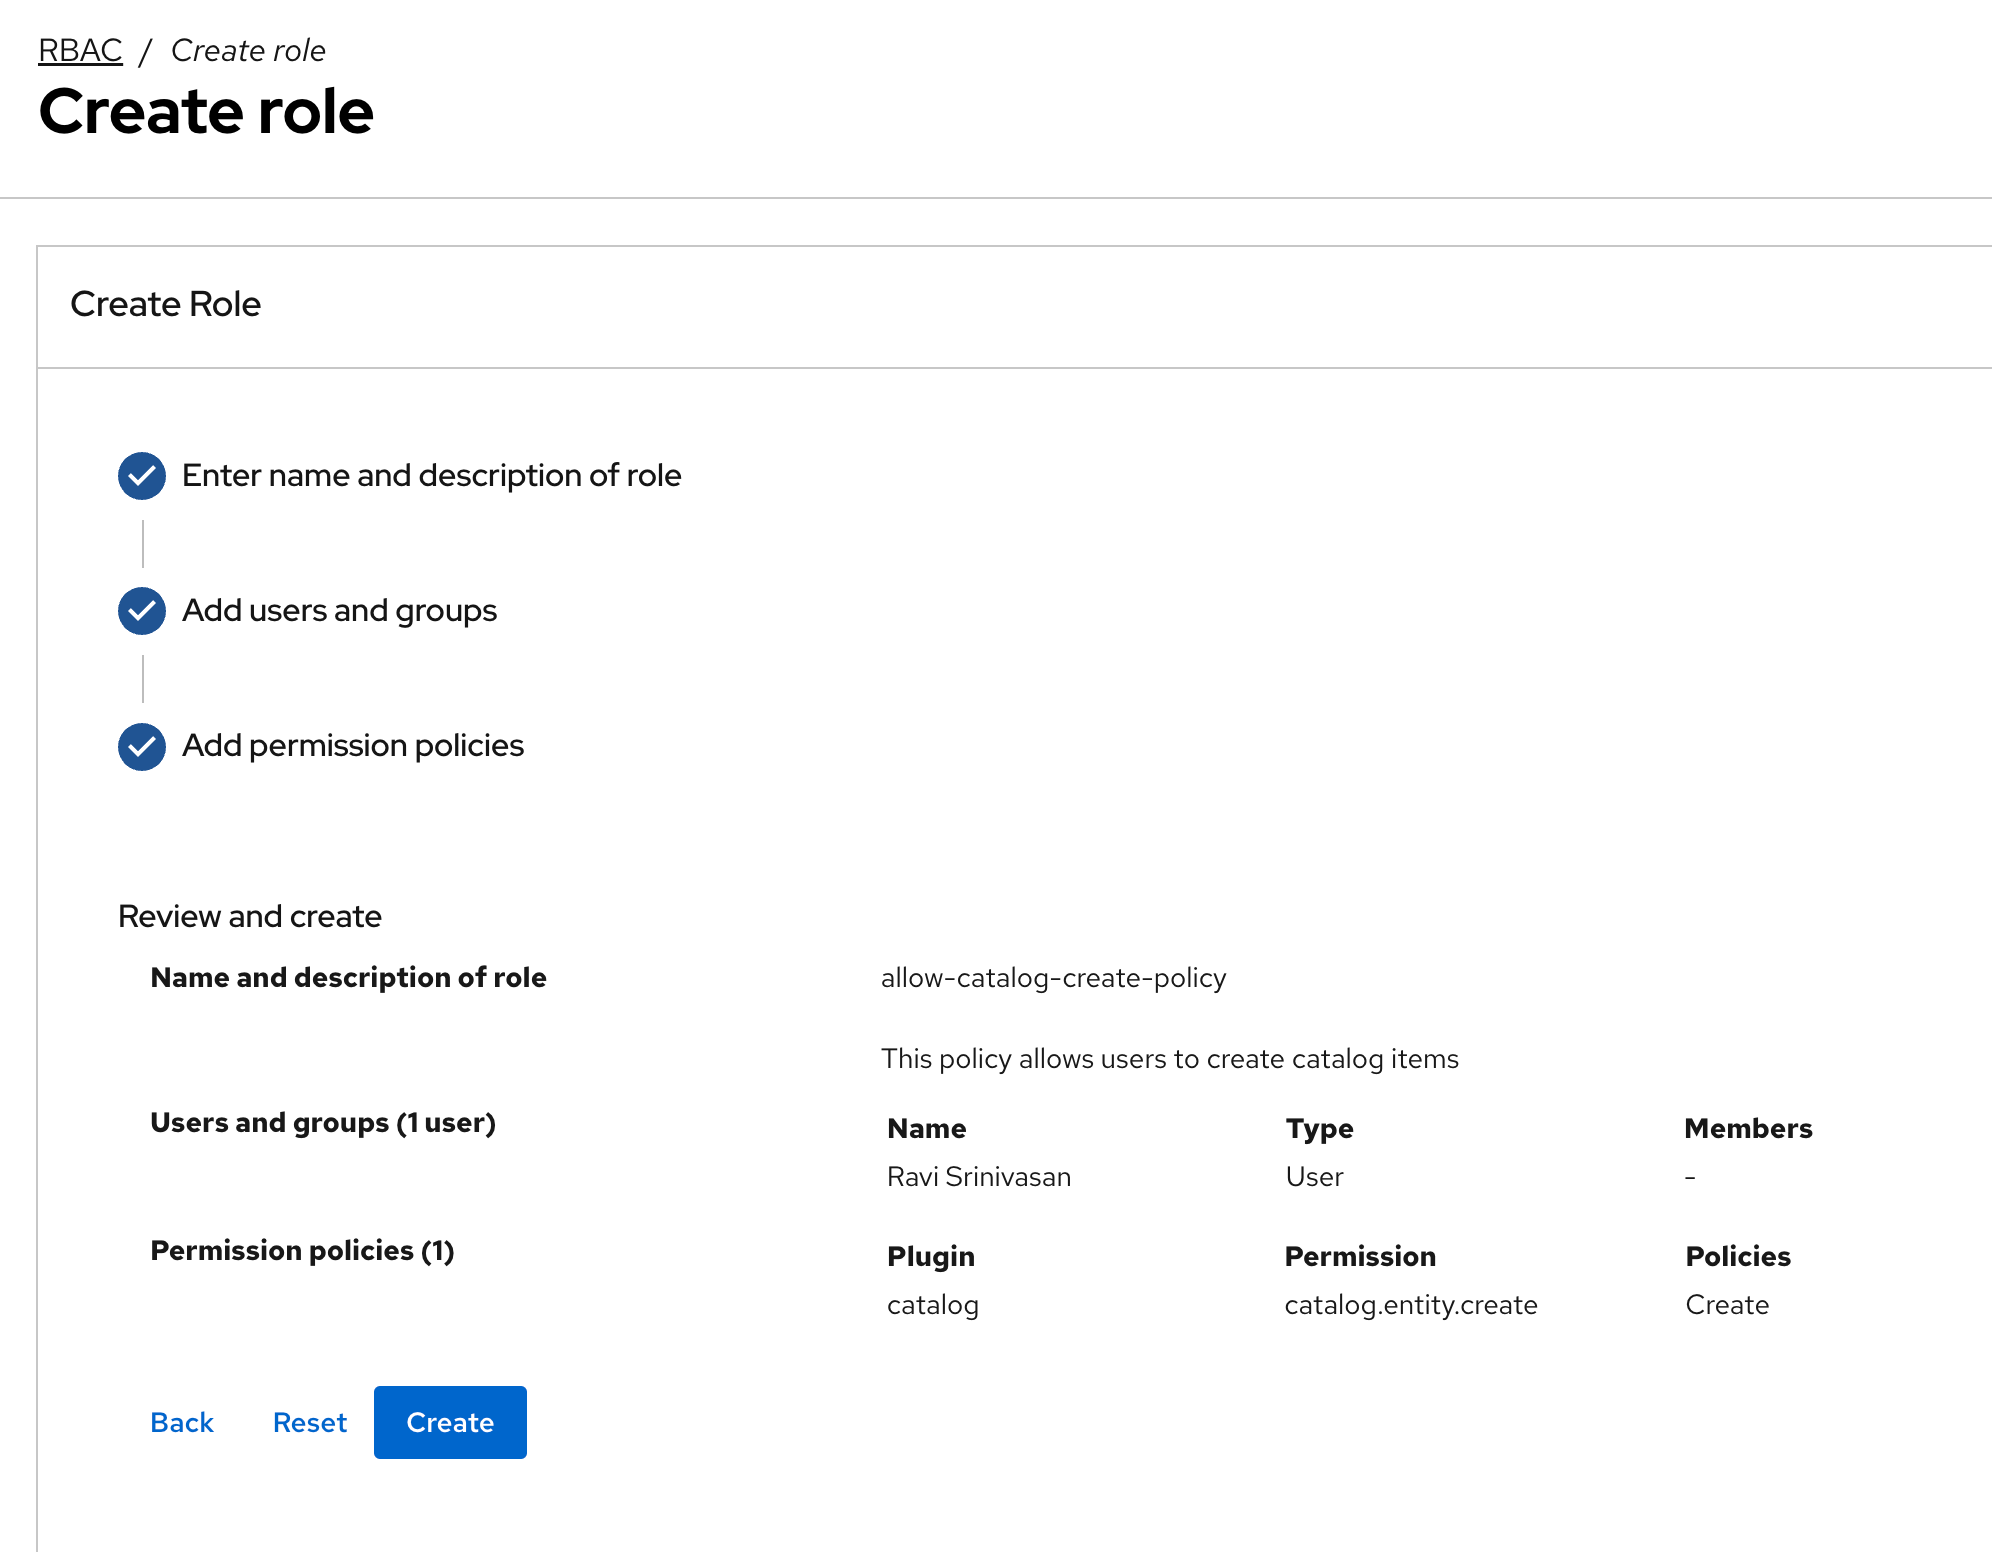 RBAC / Create role
Create role
Create Role
Enter name and description of role
Add users and groups
Add permission policies
Review and create
Name and description of role allow-catalog-create-policy
This policy allows users to create catalog items
Users and groups (1 user) Name Type Members
Ravi Srinivasan User -
Permission policies (1) Plugin Permission Policies
catalog catalog.entity.create Create
Back Reset Create